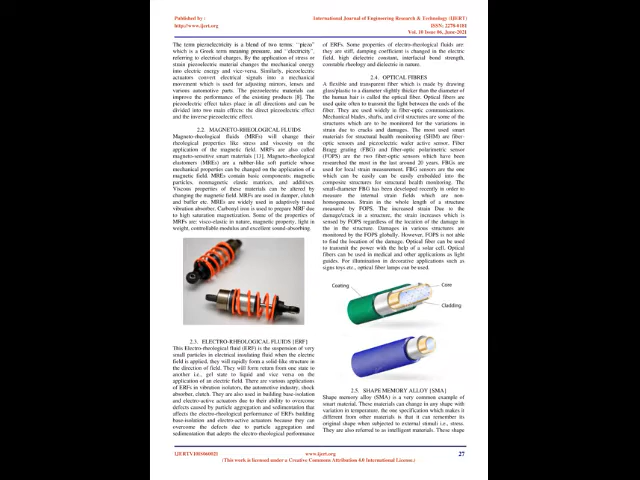 Published by :
http://www.ijert.org
International Journal of Engineering Research & Technology (IJERT)
ISSN: 2278-0181
Vol. 10 Issue 06, June-2021
The term piezoelectricity is a blend of two terms. "piezo"
which is a Greek term meaning pressure, and "electricity",
referring to electrical charges. By the application of stress or
strain piezoelectric material changes the mechanical energy
into electric energy and vice-versa. Similarly, piezoelectric
actuators convert electrical signals into a mechanical
movement which is used for adjusting mirrors, lenses and
various automotive parts. The piezoelectric materials can
improve the performance of the existing products [8]. The
piezoelectric effect takes place in all directions and can be
divided into two main effects: the direct piezoelectric effect
and the inverse piezoelectric effect.
2.2. MAGNETO-RHEOLOGICAL FLUIDS
Magneto-rheological fluids (MRFs) will change their
rheological properties like stress and viscosity on the
application of the magnetic field. MRFs are also called
magneto-sensitive smart materials [13]. Magneto-rheological
elastomers (MREs) are a rubber-like soft particle whose
mechanical properties can be changed on the application of a
magnetic field. MREs contain basic components: magnetic
particles, nonmagnetic elastic matrices, and additives.
Viscous properties of these materials can be altered by
changing the magnetic field. MRFs are used in damper, clutch
and buffer etc. MREs are widely used in adaptively tuned
vibration absorber. Carbonyl iron is used to prepare MRF due
to high saturation magnetization. Some of the properties of
MRFs are; visco-elastic in nature, magnetic property, light in
weight, controllable modulus and excellent sound-absorbing.
2.3. ELECTRO-RHEOLOGICAL FLUIDS [ERF]
This Electro-rheological fluid (ERF) is the suspension of very
small particles in electrical insulating fluid when the electric
field is applied, they will rapidly form a solid-like structure in
the direction of field. They will form return from one state to
another i.e., gel state to liquid and vice versa on the
application of an electric field. There are various applications
of ERFs in vibration isolators, the automotive industry, shock
absorber, clutch. They are also used in building base-isolation
and electro-active actuators due to their ability to overcome
defects caused by particle aggregation and sedimentation that
affects the electro-rheological performance of ERFs building
base-isolation and electro-active actuators because they can
overcome the defects due to particle aggregation and
sedimentation that adopts the electro-rheological performance
of ERFs. Some properties of electro-rheological fluids are:
they are stiff, damping coefficient is changed in the electric
field, high dielectric constant, interfacial bond strength,
constable rheology and dielectric in nature.
2.4. OPTICAL FIBRES
A flexible and transparent fiber which is made by drawing
glass/plastic to a diameter slightly thicker than the diameter of
the human hair is called the optical fiber. Optical fibers are
used quite often to transmit the light between the ends of the
fiber. They are used widely in fiber-optic communications.
Mechanical blades, shafts, and civil structures are some of the
structures which are to be monitored for the variations in
strain due to cracks and damages. The most used smart
materials for structural health monitoring (SHM) are fiber-
optic sensors and piezoelectric wafer active sensor. Fiber
Bragg grating (FBG) and fiber-optic polarimetric sensor
(FOPS) are the two fiber-optic sensors which have been
researched the most in the last around 20 years. FBGs are
used for local strain measurement. FBG sensors are the one
which can be easily can be easily embedded into the
composite structures for structural health monitoring. The
small-diameter FBG has been developed recently in order to
measure the internal strain fields which are non-
homogeneous. Strain in the whole length of a structure
measured by FOPS. The increased strain Due to the
damage/crack in a structure, the strain increases which is
sensed by FOPS regardless of the location of the damage in
the in the structure. Damages in various structures are
monitored by the FOPS globally. However, FOPS is not able
to find the location of the damage. Optical fiber can be used
to transmit the power with the help of a solar cell. Optical
fibers can be used in medical and other applications as light
guides. For illumination in decorative applications such as
signs toys etc., optical fiber lamps can be used.
Coating
Core
Cladding
2.5. SHAPE MEMORY ALLOY [SMA]
Shape memory alloy (SMA) is a very common example of
smart material. These materials can change in any shape with
variation in temperature, the one specification which makes it
different from other materials is that it can remember its
original shape when subjected to external stimuli i.e., stress.
They are also referred to as intelligent materials. These shape
IJERTV10IS060021
www.ijert.org
27
(This work is licensed under a Creative Commons Attribution 4.0 International License.)